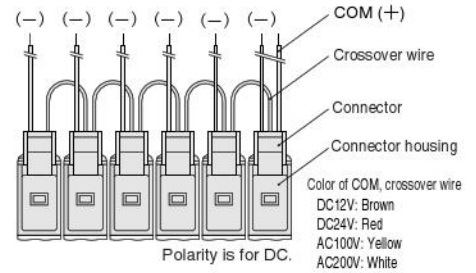 (−) (−) (−) (−) (−) (−) COM (+)
Crossover wire
Connector
Connector housing
Color of COM, crossover wire
DC12V: Brown
DC24V: Red
AC100V: Yellow
AC200V: White
Polarity is for DC.